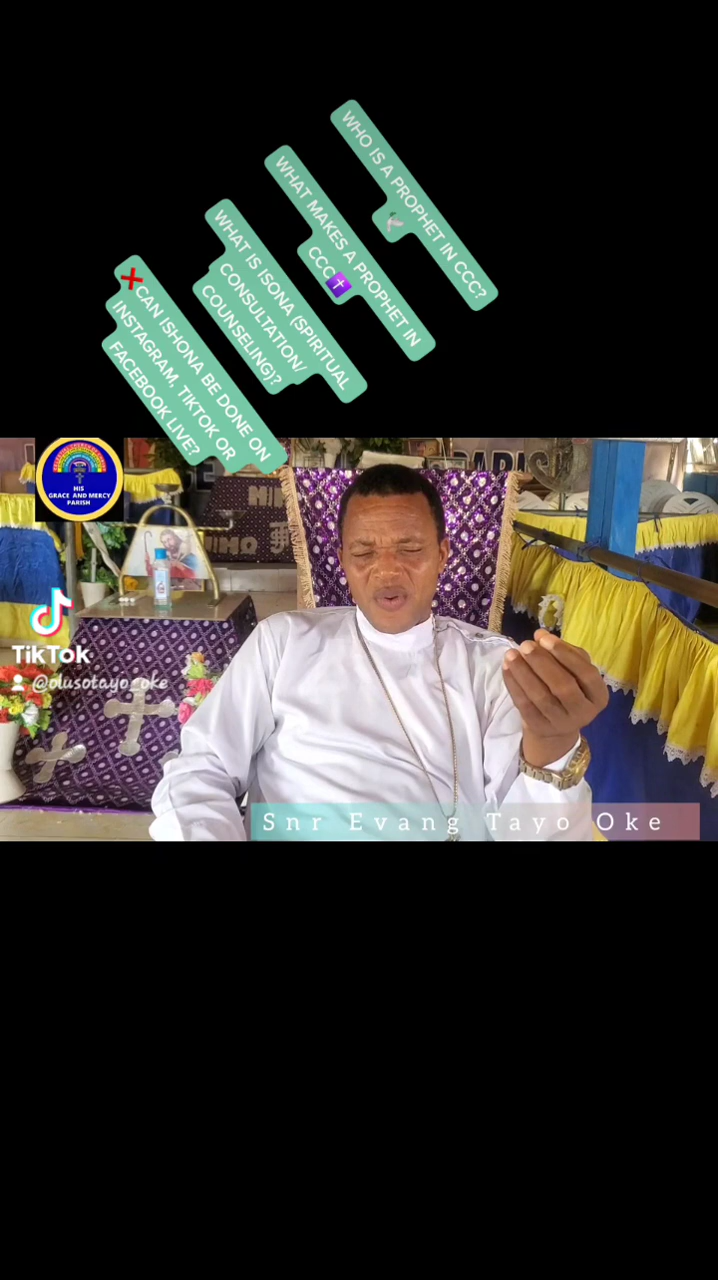 WHO IS A PROPHET IN CCC?
WHAT MAKES A PROPHET IN
CCC
WHAT IS ISONA (SPIRITUAL
CONSULTATION/
COUNSELING)?
CAN ISHONA BE DONE ON
INSTAGRAM, TIKTOK OR
FACEBOOK LIVE?
HIS
GRACE AND MERCY
PARISH
TikTok
@olusotayo_oke
Snr Evang Tayo Oke